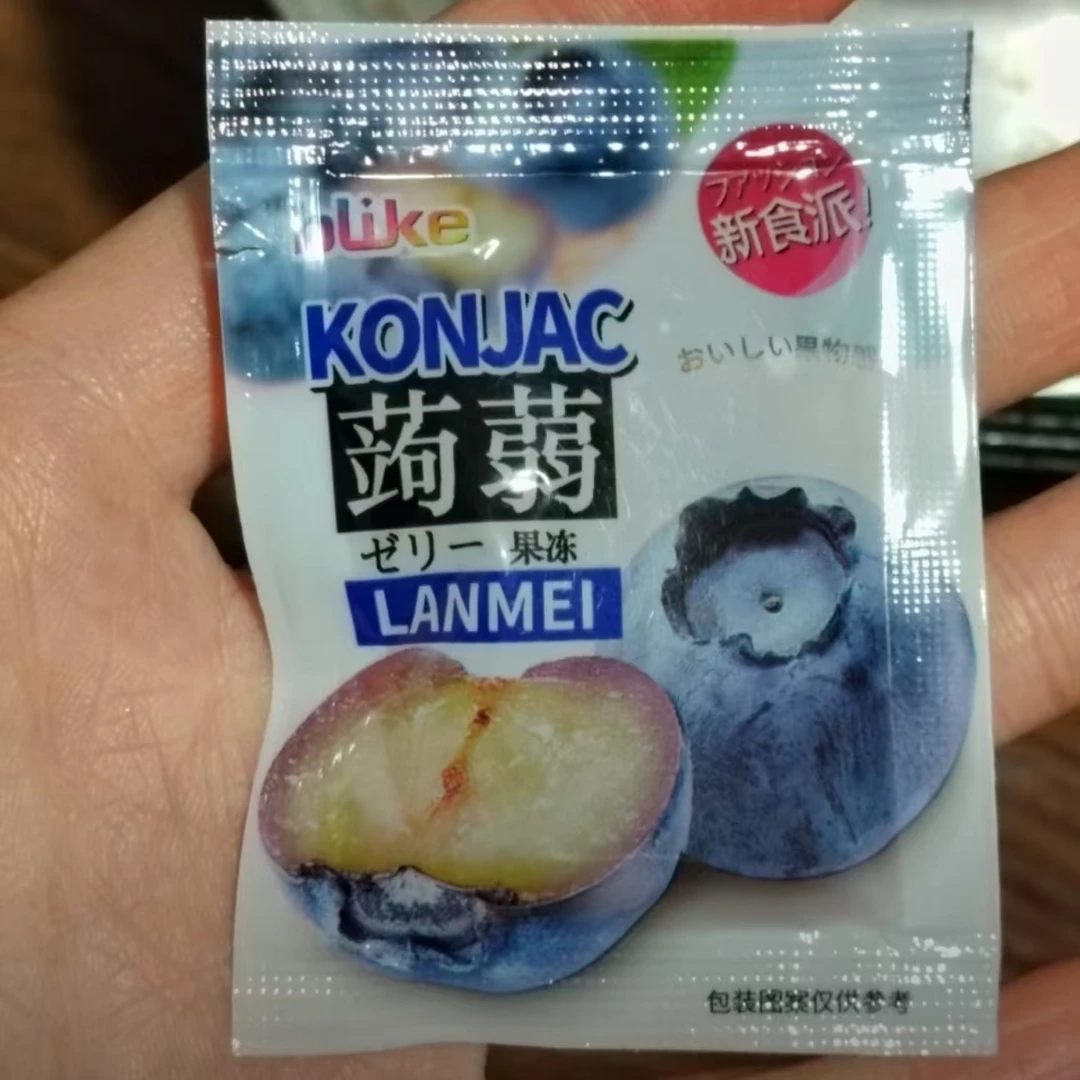 olike
ファッション
新食派!
KONJAC
おいしい果物
蒟蒻
ゼリー 果冻
LANMEI
包装图案仅供参考